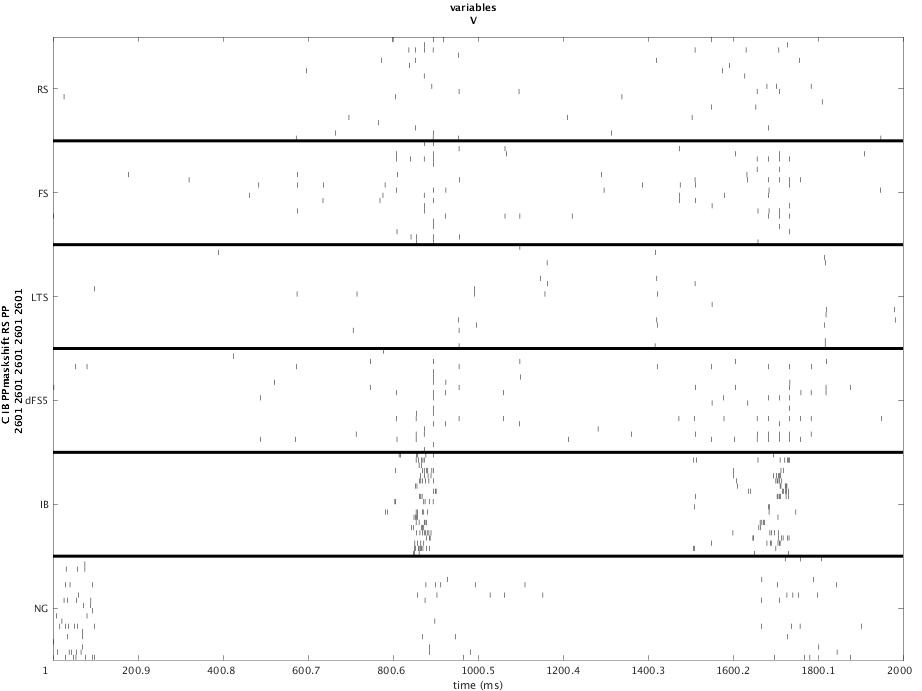 variables
V
RS
FS
LTS
dFS5
IB
NG
C IB PPmaskshift RS PP
2601 2601 2601 2601 2601
1
200.9
400.8
600.7
800.6
1000.5
1200.4
1400.3
1600.2
1800.1
2000
time (ms)